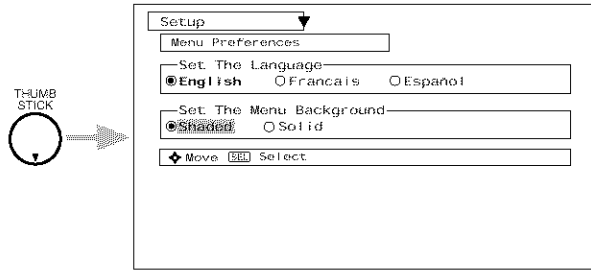 Setup
Menu Preferences
Set The Language
English Francais Español
THUMB
STICK
Set The Menu Background
Shaded Solid
Move SEL Select